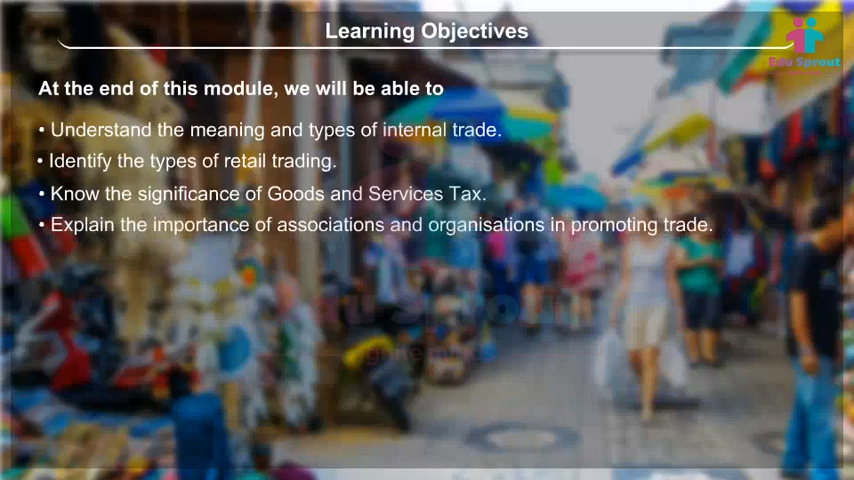 Learning Objectives
Edu Sprout
At the end of this module, we will be able to
• Understand the meaning and types of internal trade.
• Identify the types of retail trading.
• Know the significance of Goods and Services Tax.
• Explain the importance of associations and organisations in promoting trade.
Edu Sprout